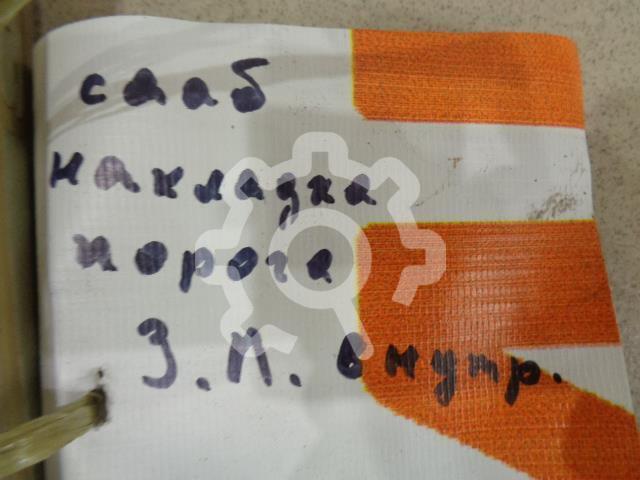 сааб
накладка
порога
З.П. внутр.